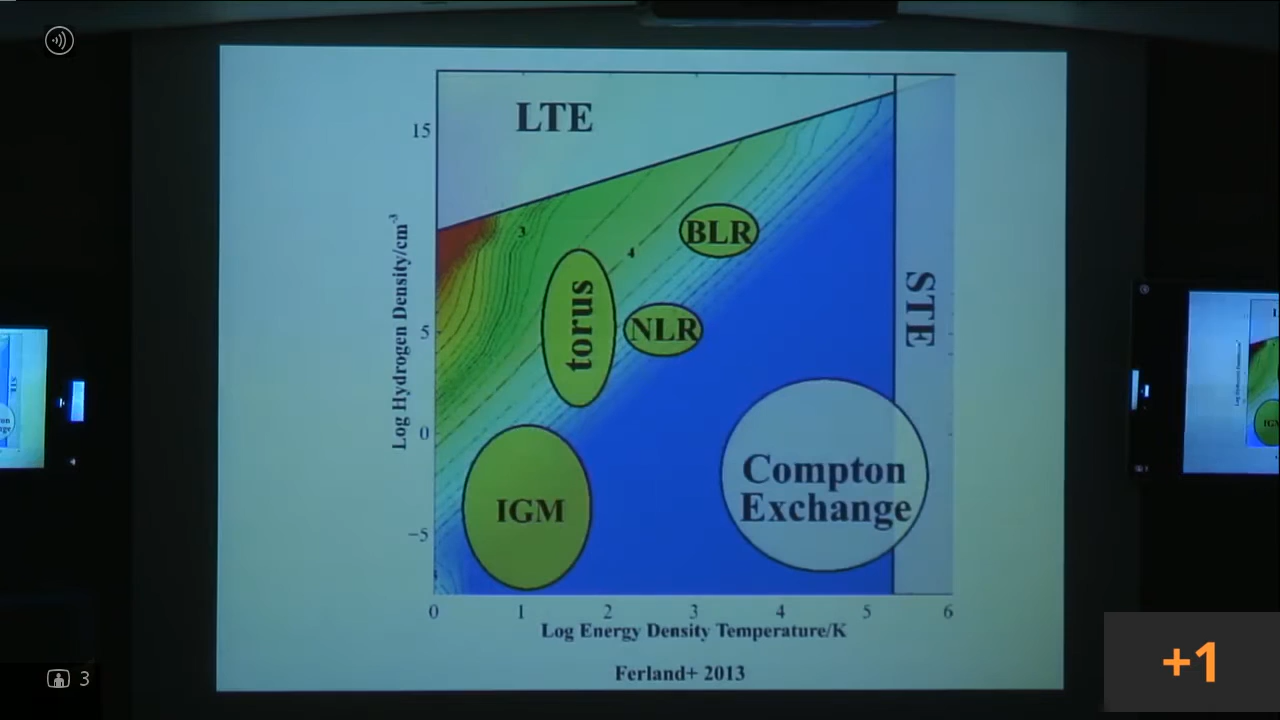 LTE
15
Log Hydrogen Density/cm⁻³
3
4
BLR
torus
STE
5
NLR
0
Compton
Exchange
IGM
−5
0 1 2 3 4 5 6
Log Energy Density Temperature/K
Ferland+ 2013
3
+1